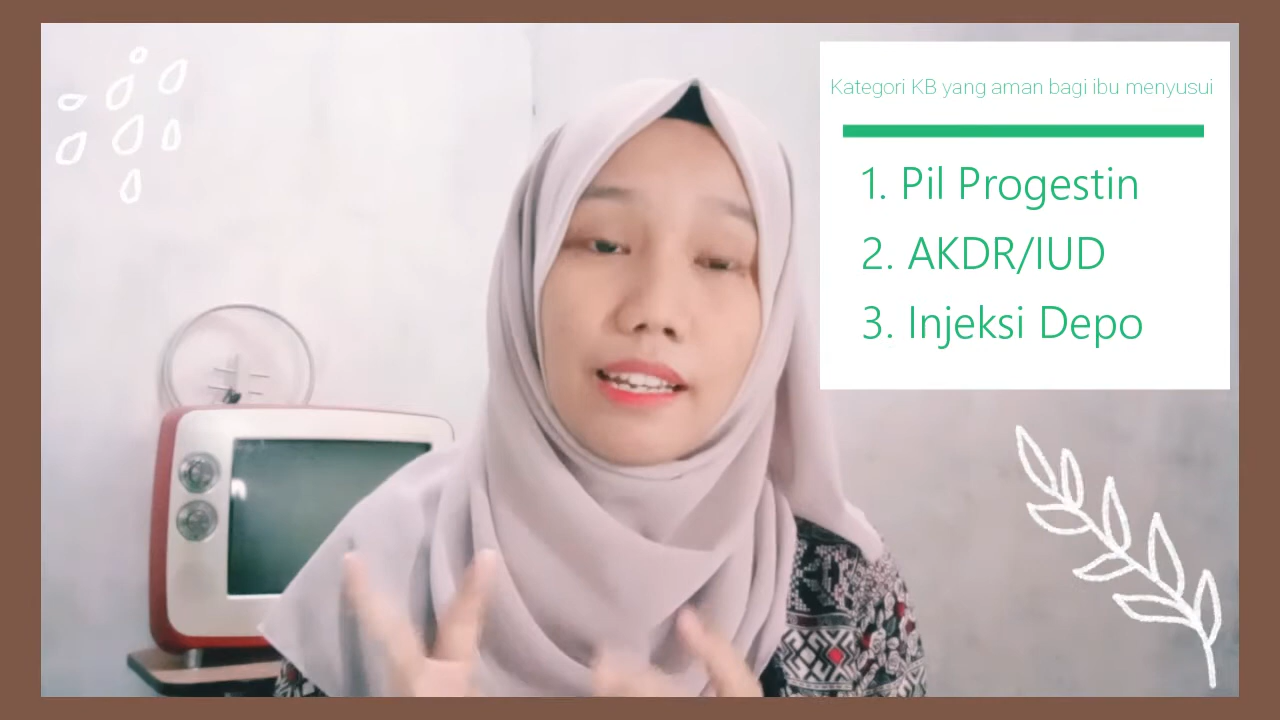 Kategori KB yang aman bagi ibu menyusui
1. Pil Progestin
2. AKDR/IUD
3. Injeksi Depo